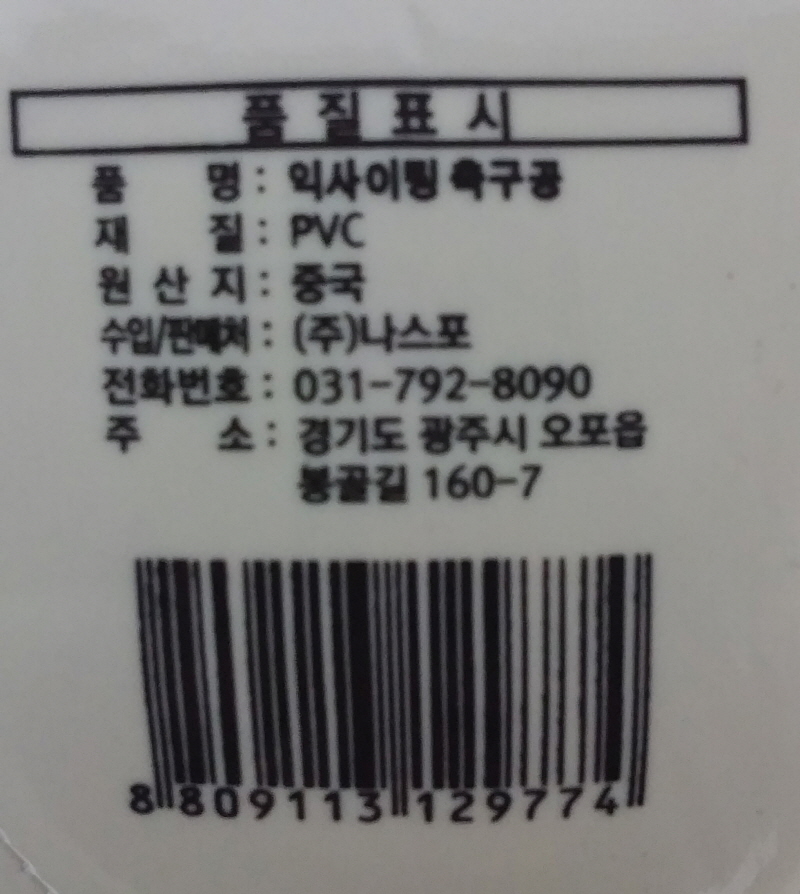 품 질 표 시
품 명 : 익사이팅 축구공
재 질 : PVC
원 산 지 : 중국
수입/판매처 : (주)나스포
전화번호 : 031-792-8090
주 소 : 경기도 광주시 오포읍
봉골길 160-7
8 809113 129774